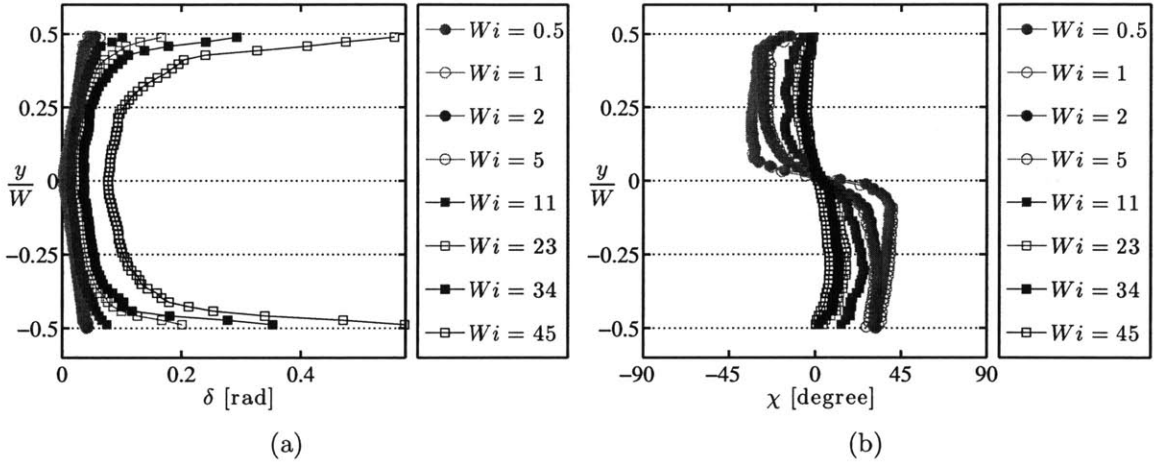 0.5
0.25
y
W
0
−0.25
−0.5
0
0.2
0.4
δ [rad]
Wi = 0.5
Wi = 1
Wi = 2
Wi = 5
Wi = 11
Wi = 23
Wi = 34
Wi = 45
(a)
0.5
0.25
y
W
0
−0.25
−0.5
−90
−45
0
45
90
χ [degree]
Wi = 0.5
Wi = 1
Wi = 2
Wi = 5
Wi = 11
Wi = 23
Wi = 34
Wi = 45
(b)